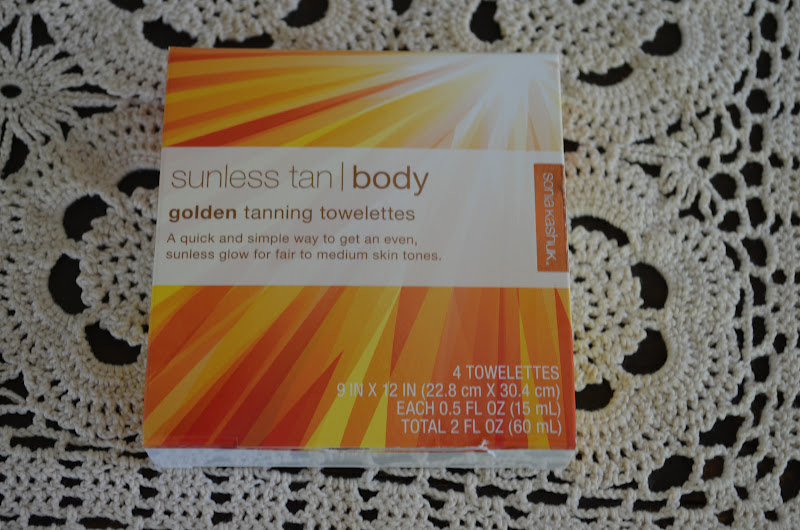 sunless tan | body
golden tanning towelettes
A quick and simple way to get an even,
sunless glow for fair to medium skin tones.
sonia kashuk.
4 TOWELETTES
9 IN X 12 IN (22.8 cm X 30.4 cm)
EACH 0.5 FL OZ (15 mL)
TOTAL 2 FL OZ (60 mL)